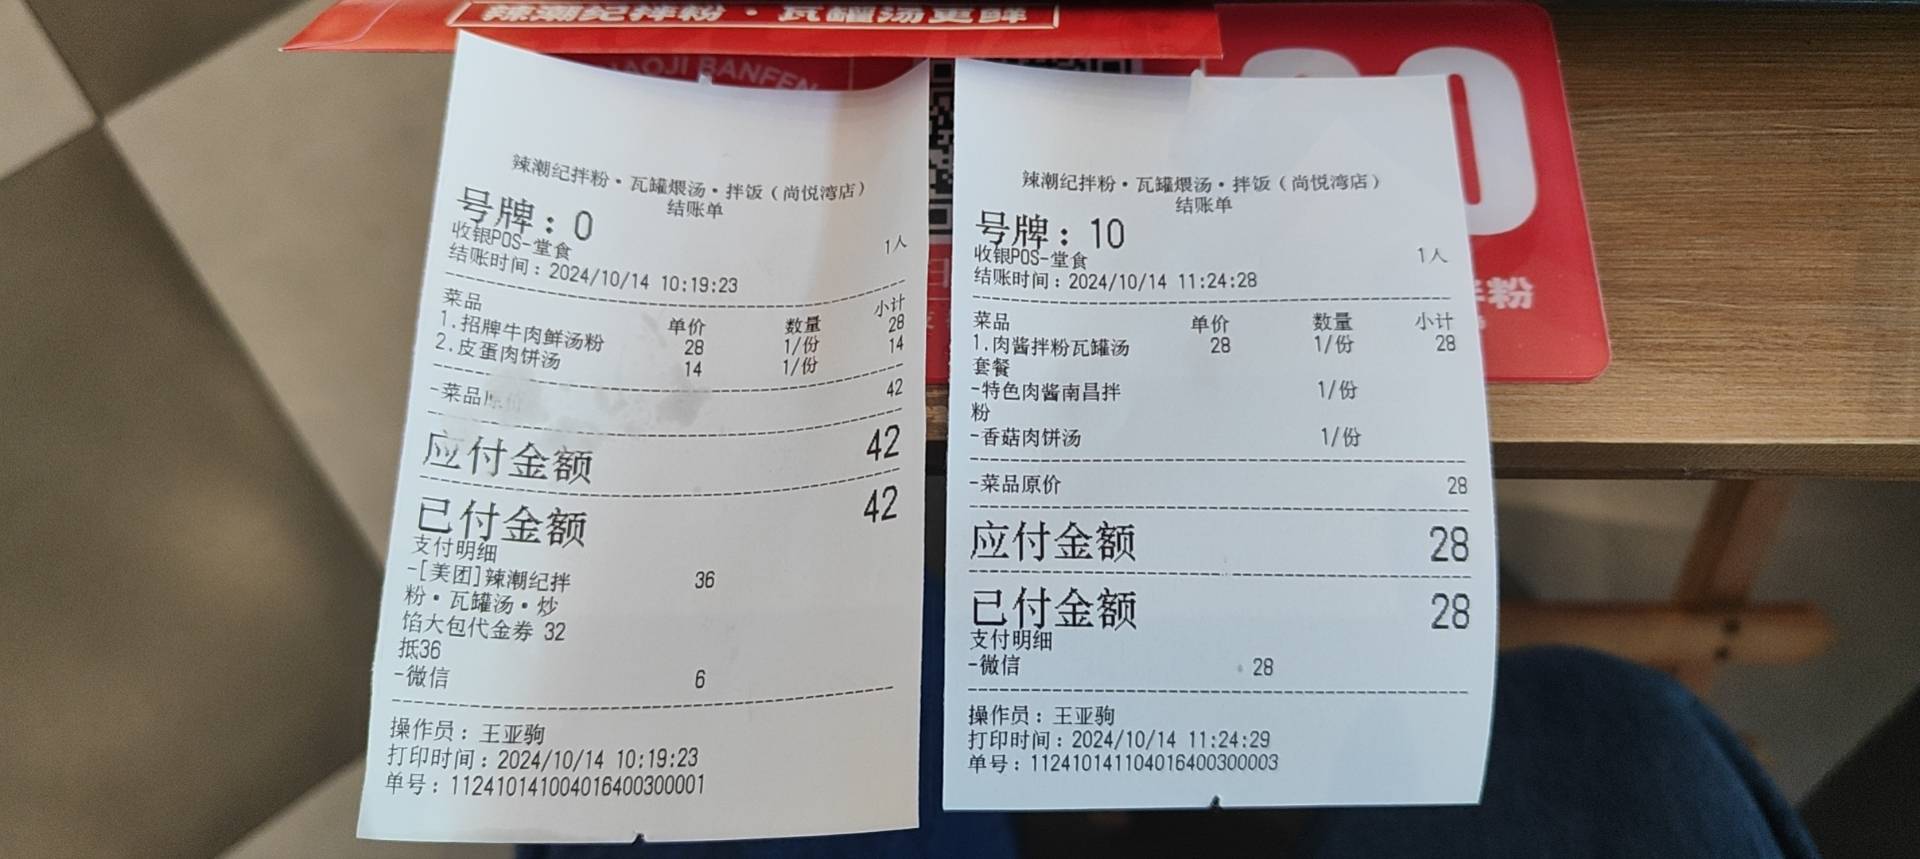 辣潮纪拌粉·瓦罐汤更鲜
BANFEN
辣潮纪拌粉·瓦罐煨汤·拌饭(尚悦湾店)
结账单
号牌:0
收银POS-堂食 1人
结账时间:2024/10/14 10:19:23
菜品 单价 数量 小计
1.招牌牛肉鲜汤粉 28 1/份 28
2.皮蛋肉饼汤 14 1/份 14
-菜品原价 42
应付金额 42
已付金额 42
支付明细
-[美团]辣潮纪拌 36
粉·瓦罐汤·炒
馅大包代金券 32
抵36
-微信 6
操作员:王亚驹
打印时间:2024/10/14 10:19:23
单号:112410141004016400300001
辣潮纪拌粉·瓦罐煨汤·拌饭(尚悦湾店)
结账单
号牌:10
收银POS-堂食 1人
结账时间:2024/10/14 11:24:28
菜品 单价 数量 小计
1.肉酱拌粉瓦罐汤 28 1/份 28
套餐
-特色肉酱南昌拌 1/份
粉
-香菇肉饼汤 1/份
-菜品原价 28
应付金额 28
已付金额 28
支付明细
-微信 28
操作员:王亚驹
打印时间:2024/10/14 11:24:29
单号:112410141104016400300003
拌粉